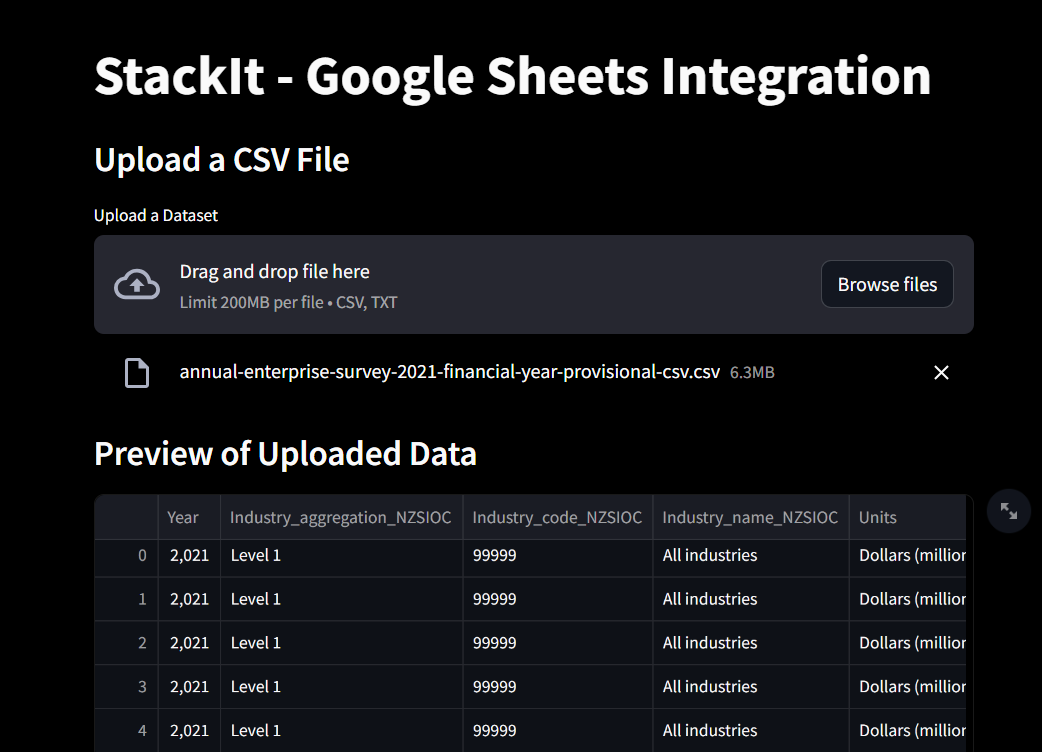 StackIt - Google Sheets Integration
Upload a CSV File
Upload a Dataset
Drag and drop file here
Limit 200MB per file • CSV, TXT
Browse files
annual-enterprise-survey-2021-financial-year-provisional-csv.csv 6.3MB
Preview of Uploaded Data
Year Industry_aggregation_NZSIOC Industry_code_NZSIOC Industry_name_NZSIOC Units
0 2,021 Level 1 99999 All industries Dollars (million
1 2,021 Level 1 99999 All industries Dollars (million
2 2,021 Level 1 99999 All industries Dollars (million
3 2,021 Level 1 99999 All industries Dollars (million
4 2,021 Level 1 99999 All industries Dollars (million